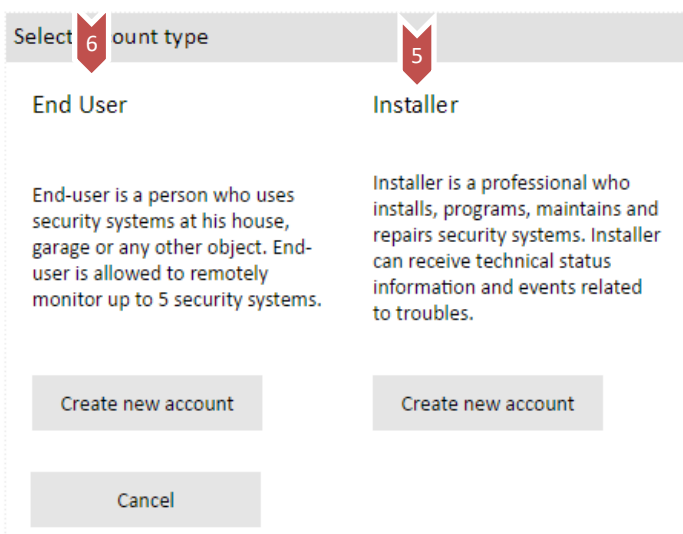 Select ount type
6
5
End User
End-user is a person who uses
security systems at his house,
garage or any other object. End-
user is allowed to remotely
monitor up to 5 security systems.
Create new account
Cancel
Installer
Installer is a professional who
installs, programs, maintains and
repairs security systems. Installer
can receive technical status
information and events related
to troubles.
Create new account